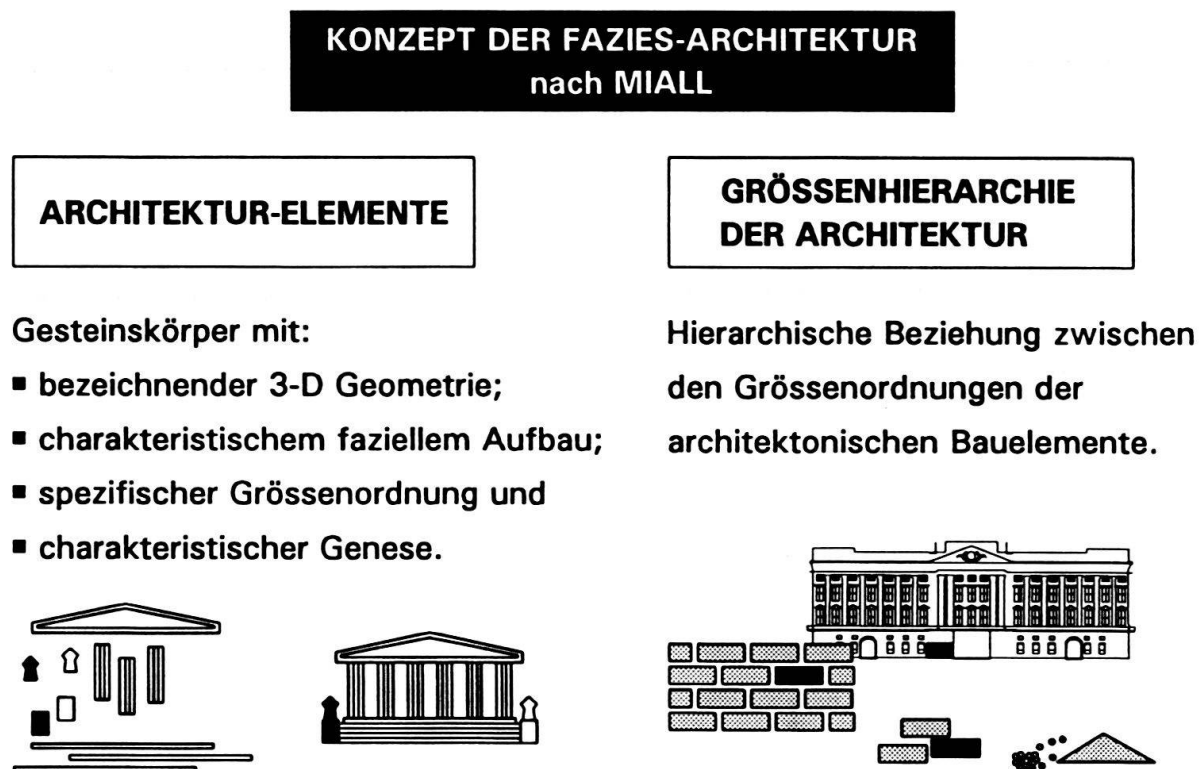 KONZEPT DER FAZIES-ARCHITEKTUR
nach MIALL
ARCHITEKTUR-ELEMENTE
Gesteinskörper mit:
▪ bezeichnender 3-D Geometrie;
▪ charakteristischem faziellem Aufbau;
▪ spezifischer Grössenordnung und
▪ charakteristischer Genese.
GRÖSSENHIERARCHIE
DER ARCHITEKTUR
Hierarchische Beziehung zwischen
den Grössenordnungen der
architektonischen Bauelemente.